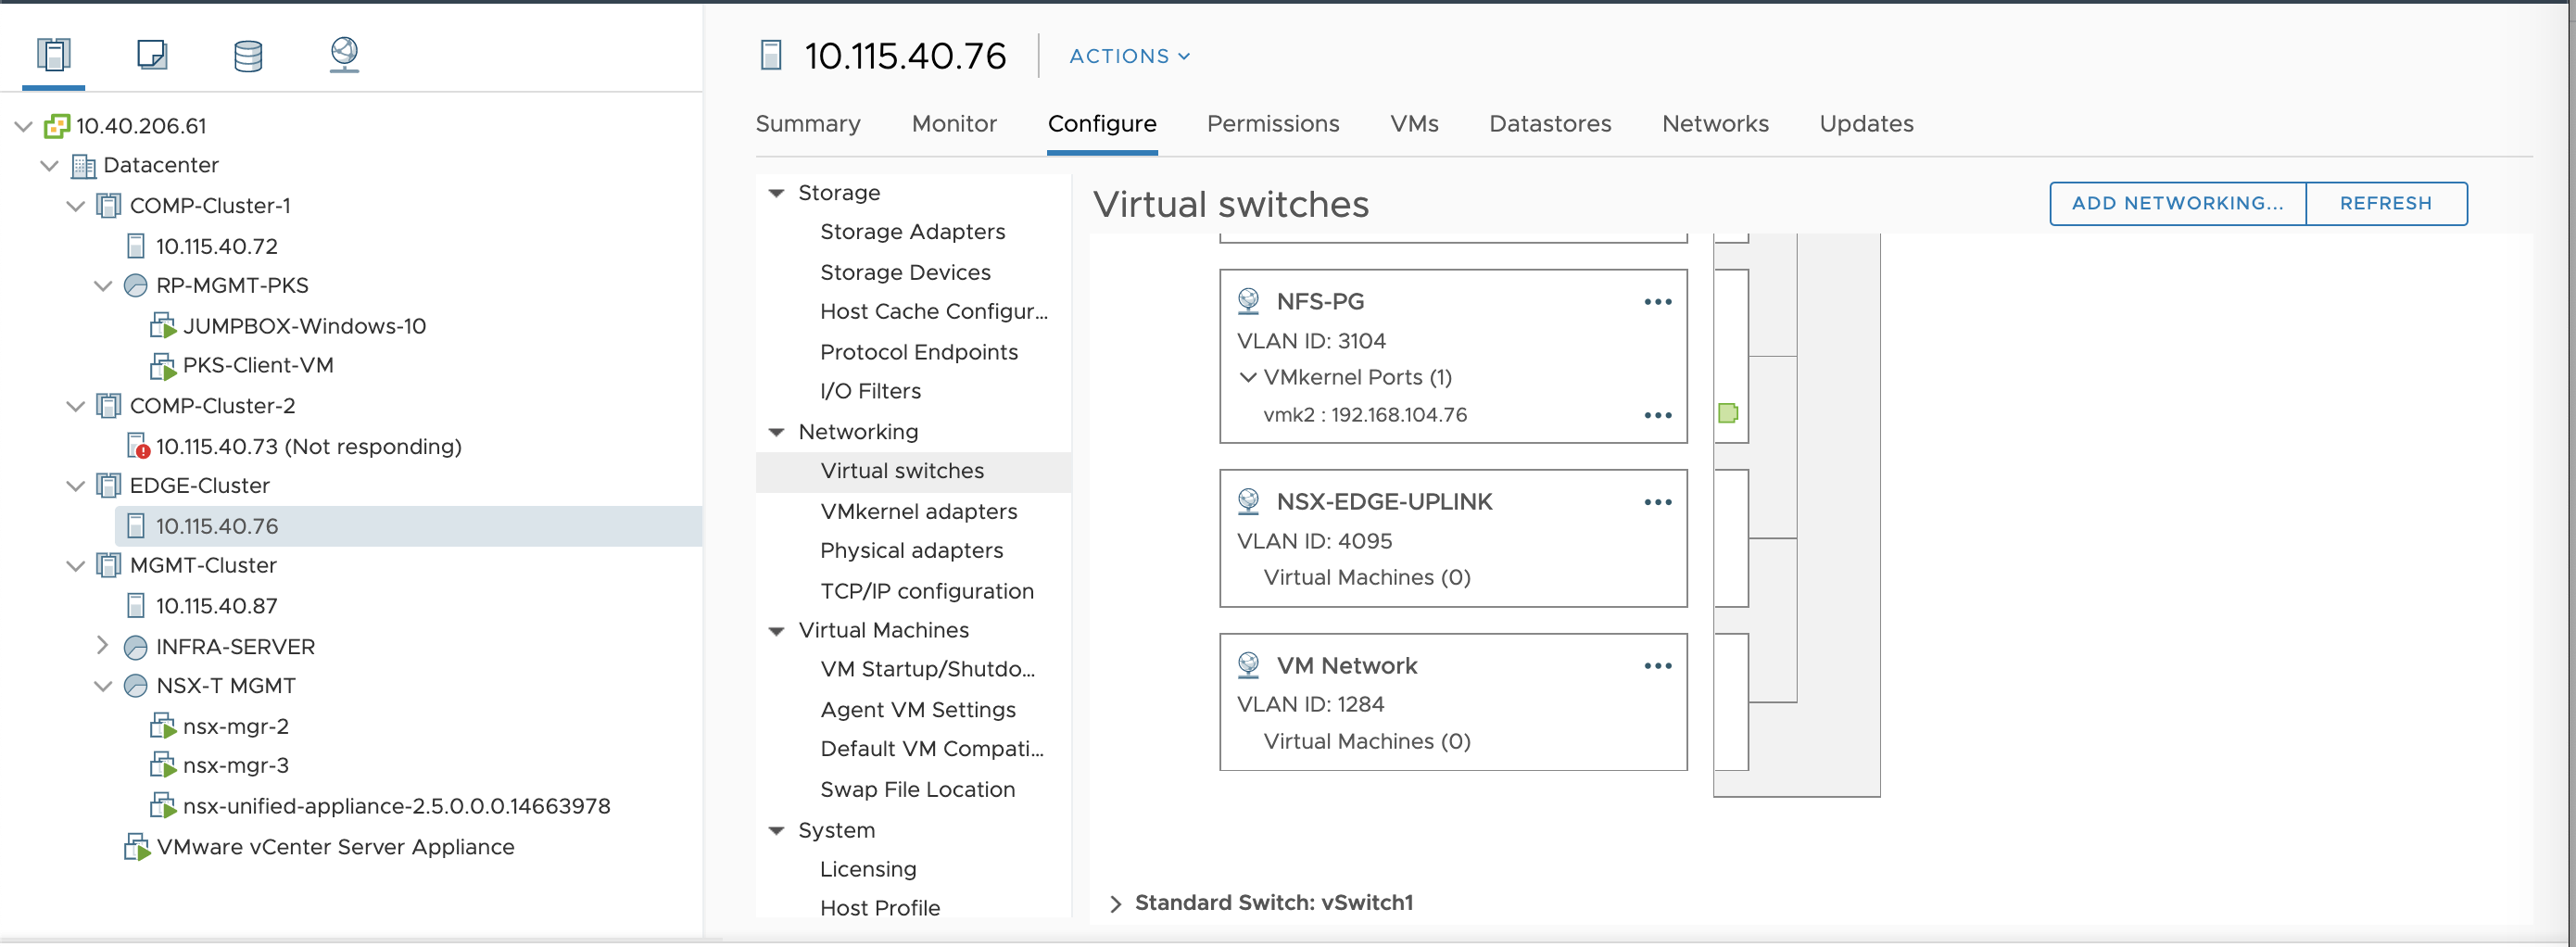 10.40.206.61
Datacenter
COMP-Cluster-1
10.115.40.72
RP-MGMT-PKS
JUMPBOX-Windows-10
PKS-Client-VM
COMP-Cluster-2
10.115.40.73 (Not responding)
EDGE-Cluster
10.115.40.76
MGMT-Cluster
10.115.40.87
INFRA-SERVER
NSX-T MGMT
nsx-mgr-2
nsx-mgr-3
nsx-unified-appliance-2.5.0.0.0.14663978
VMware vCenter Server Appliance
10.115.40.76 ACTIONS
Summary Monitor Configure Permissions VMs Datastores Networks Updates
Storage
Storage Adapters
Storage Devices
Host Cache Configur...
Protocol Endpoints
I/O Filters
Networking
Virtual switches
VMkernel adapters
Physical adapters
TCP/IP configuration
Virtual Machines
VM Startup/Shutdo...
Agent VM Settings
Default VM Compati...
Swap File Location
System
Licensing
Host Profile
Virtual switches
ADD NETWORKING... REFRESH
NFS-PG
VLAN ID: 3104
VMkernel Ports (1)
vmk2 : 192.168.104.76
NSX-EDGE-UPLINK
VLAN ID: 4095
Virtual Machines (0)
VM Network
VLAN ID: 1284
Virtual Machines (0)
Standard Switch: vSwitch1